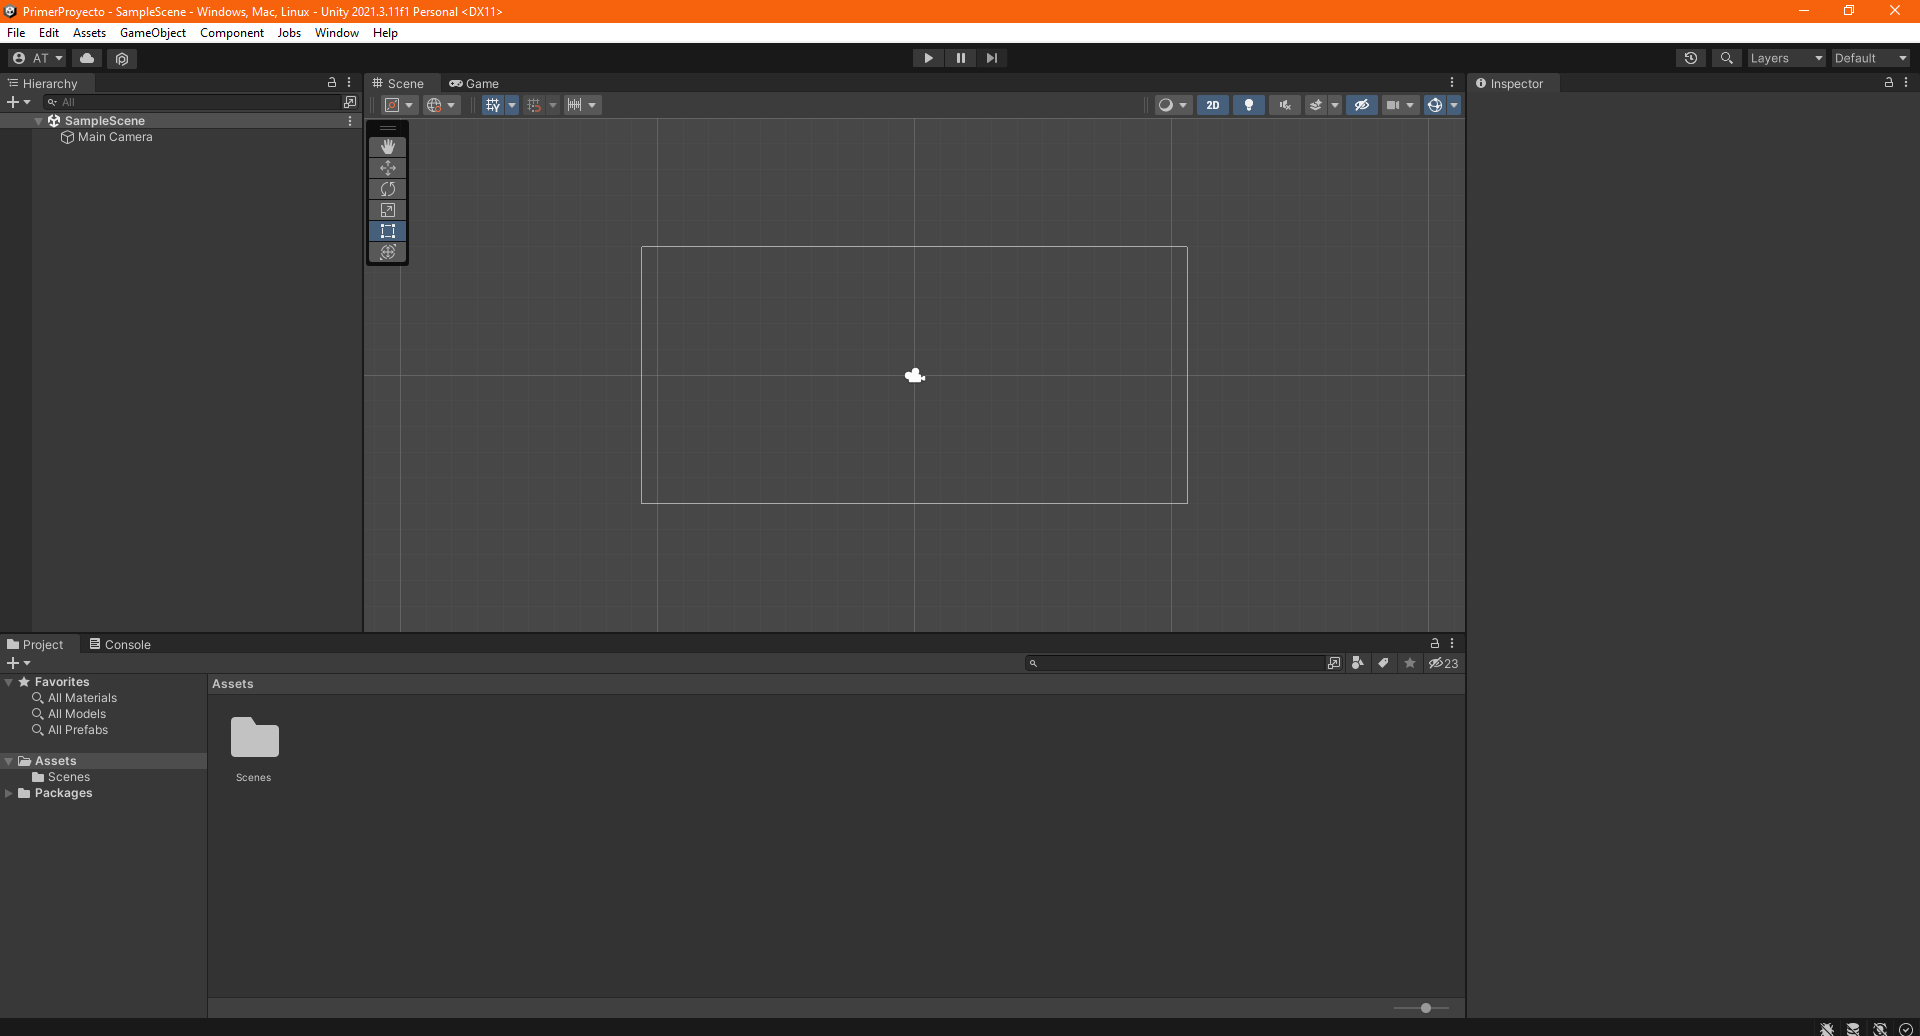 PrimerProyecto - SampleScene - Windows, Mac, Linux - Unity 2021.3.11f1 Personal <DX11>
File Edit Assets GameObject Component Jobs Window Help
AT Layers Default
Hierarchy Scene Game Inspector
All
2D
SampleScene
Main Camera
Project Console
23
Favorites
All Materials
All Models
All Prefabs
Assets
Scenes
Packages
Assets
Scenes